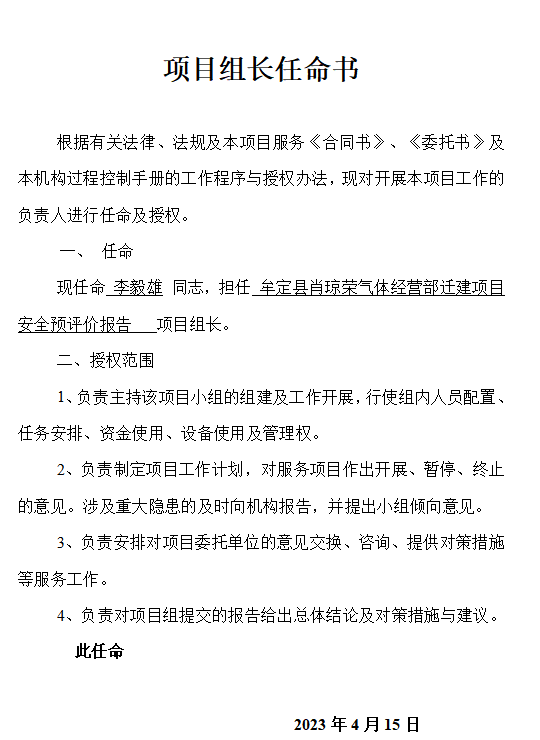 项目组长任命书
根据有关法律、法规及本项目服务《合同书》、《委托书》及
本机构过程控制手册的工作程序与授权办法，现对开展本项目工作的
负责人进行任命及授权。
一、 任命
现任命 李毅雄 同志，担任 牟定县肖琼荣气体经营部迁建项目
安全预评价报告 项目组长。
二、授权范围
1、负责主持该项目小组的组建及工作开展，行使组内人员配置、
任务安排、资金使用、设备使用及管理权。
2、负责制定项目工作计划，对服务项目作出开展、暂停、终止
的意见。涉及重大隐患的及时向机构报告，并提出小组倾向意见。
3、负责安排对项目委托单位的意见交换、咨询、提供对策措施
等服务工作。
4、负责对项目组提交的报告给出总体结论及对策措施与建议。
此任命
2023 年 4 月 15 日